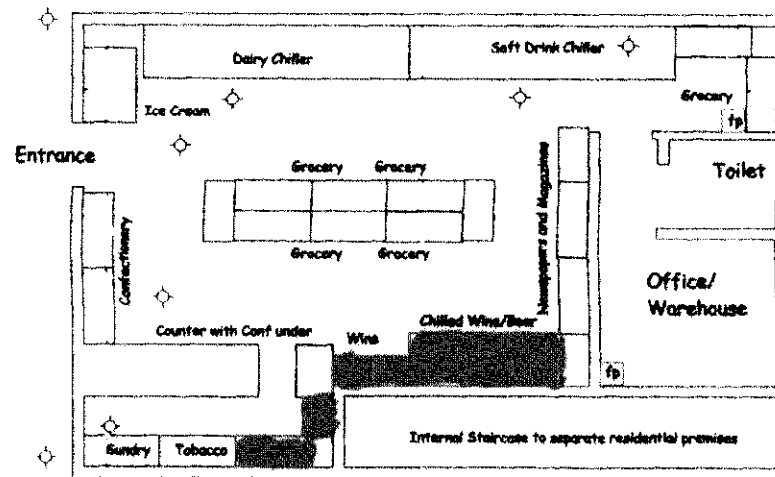 Dairy Chiller
Soft Drink Chiller
Ice Cream
Grocery
fp
Entrance
Toilet
Grocery Grocery
Newspapers and Magazines
Confectionery
Grocery Grocery
Office/
Warehouse
Counter with Conf under
Wine
Chilled Wine/Beer
fp
Sundry
Tobacco
Internal Staircase to separate residential premises